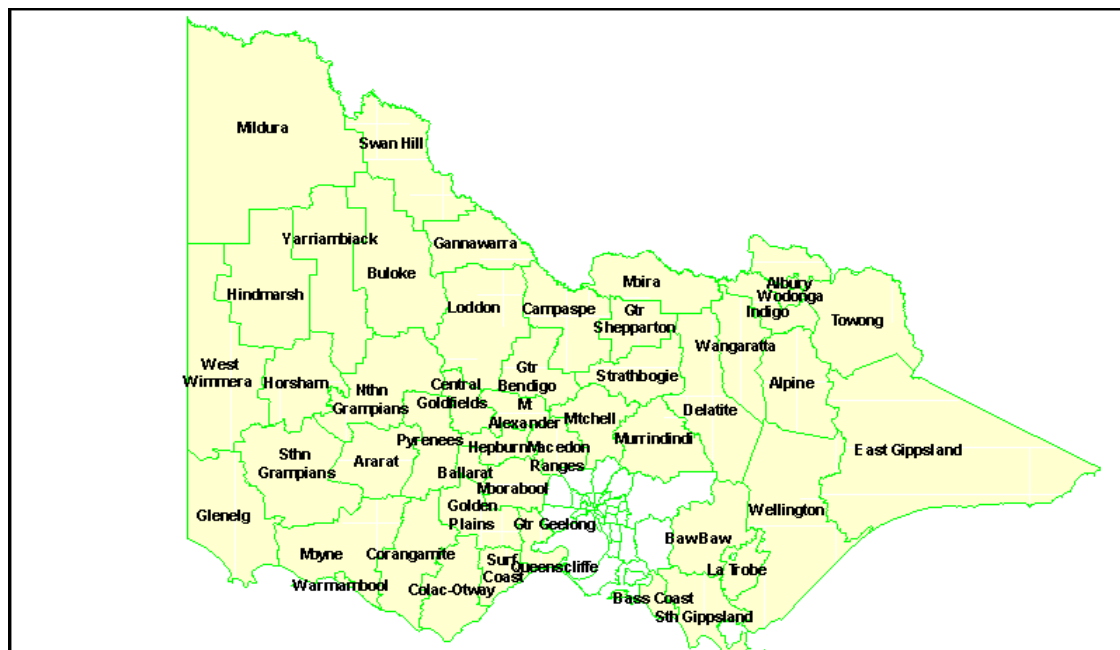 Mildura
Swan Hill
Yarriambiack
Gannawarra
Buloke
Hindmarsh
Loddon
Campaspe
Moira
Gtr
Shepparton
Albury
Wodonga
Indigo
Towong
Wangaratta
West
Wimmera
Horsham
Nthn
Grampians
Central
Goldfields
Gtr
Bendigo
Strathbogie
Alpine
Mt
Alexander
Mtchell
Delatite
Murrindindi
Pyrenees
Hepburn
Macedon
Ranges
Sthn
Grampians
Ararat
Ballarat
Moorabool
East Gippsland
Glenelg
Golden
Plains
Gtr Geelong
Wellington
BawBaw
Moyne
Corangamite
Surf
Coast
Queenscliffe
La Trobe
Warrnambool
Colac-Otway
Bass Coast
Sth Gippsland